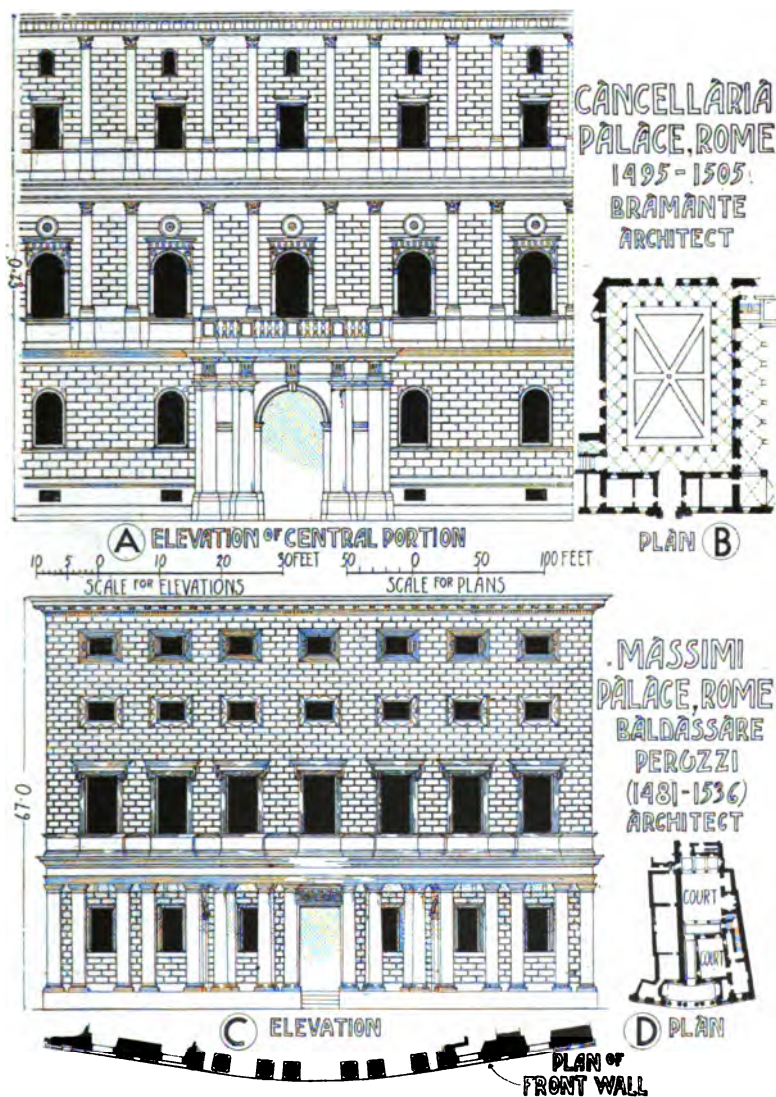 CANCELLARIA
PALACE, ROME
1495-1505
BRAMANTE
ARCHITECT
A ELEVATION OF CENTRAL PORTION
PLAN B
10 5 0 10 20 30 FEET
SCALE FOR ELEVATIONS
50 0 50 100 FEET
SCALE FOR PLANS
MASSIMI
PALACE, ROME
BALDASSARE
PERUZZI
(1481-1536)
ARCHITECT
67.0
COURT
COURT
C ELEVATION
D PLAN
PLAN OF
FRONT WALL